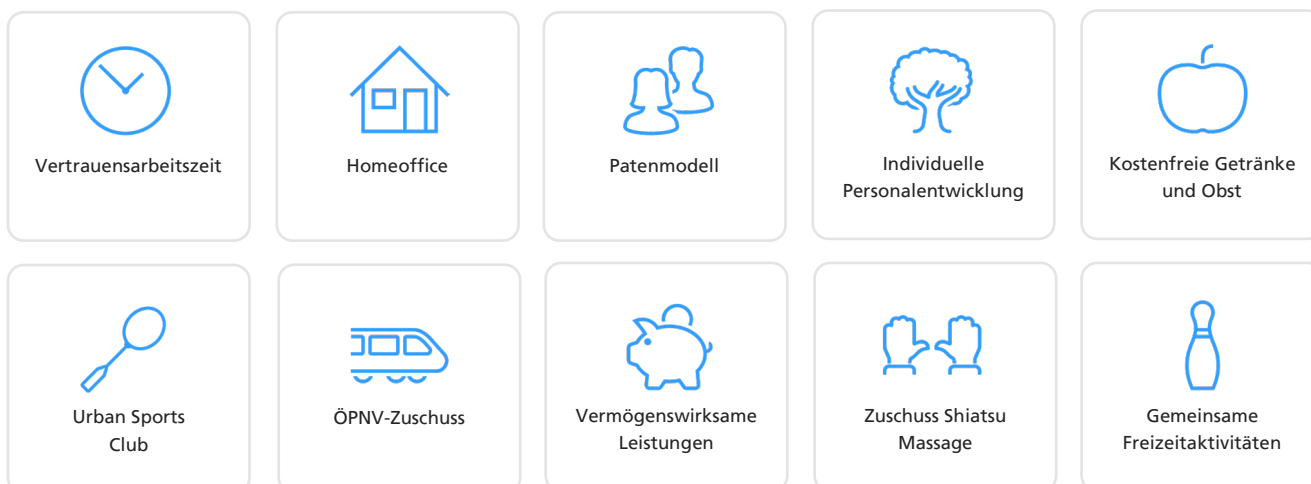 Vertrauensarbeitszeit
Homeoffice
Patenmodell
Individuelle
Personalentwicklung
Kostenfreie Getränke
und Obst
Urban Sports
Club
ÖPNV-Zuschuss
Vermögenswirksame
Leistungen
Zuschuss Shiatsu
Massage
Gemeinsame
Freizeitaktivitäten